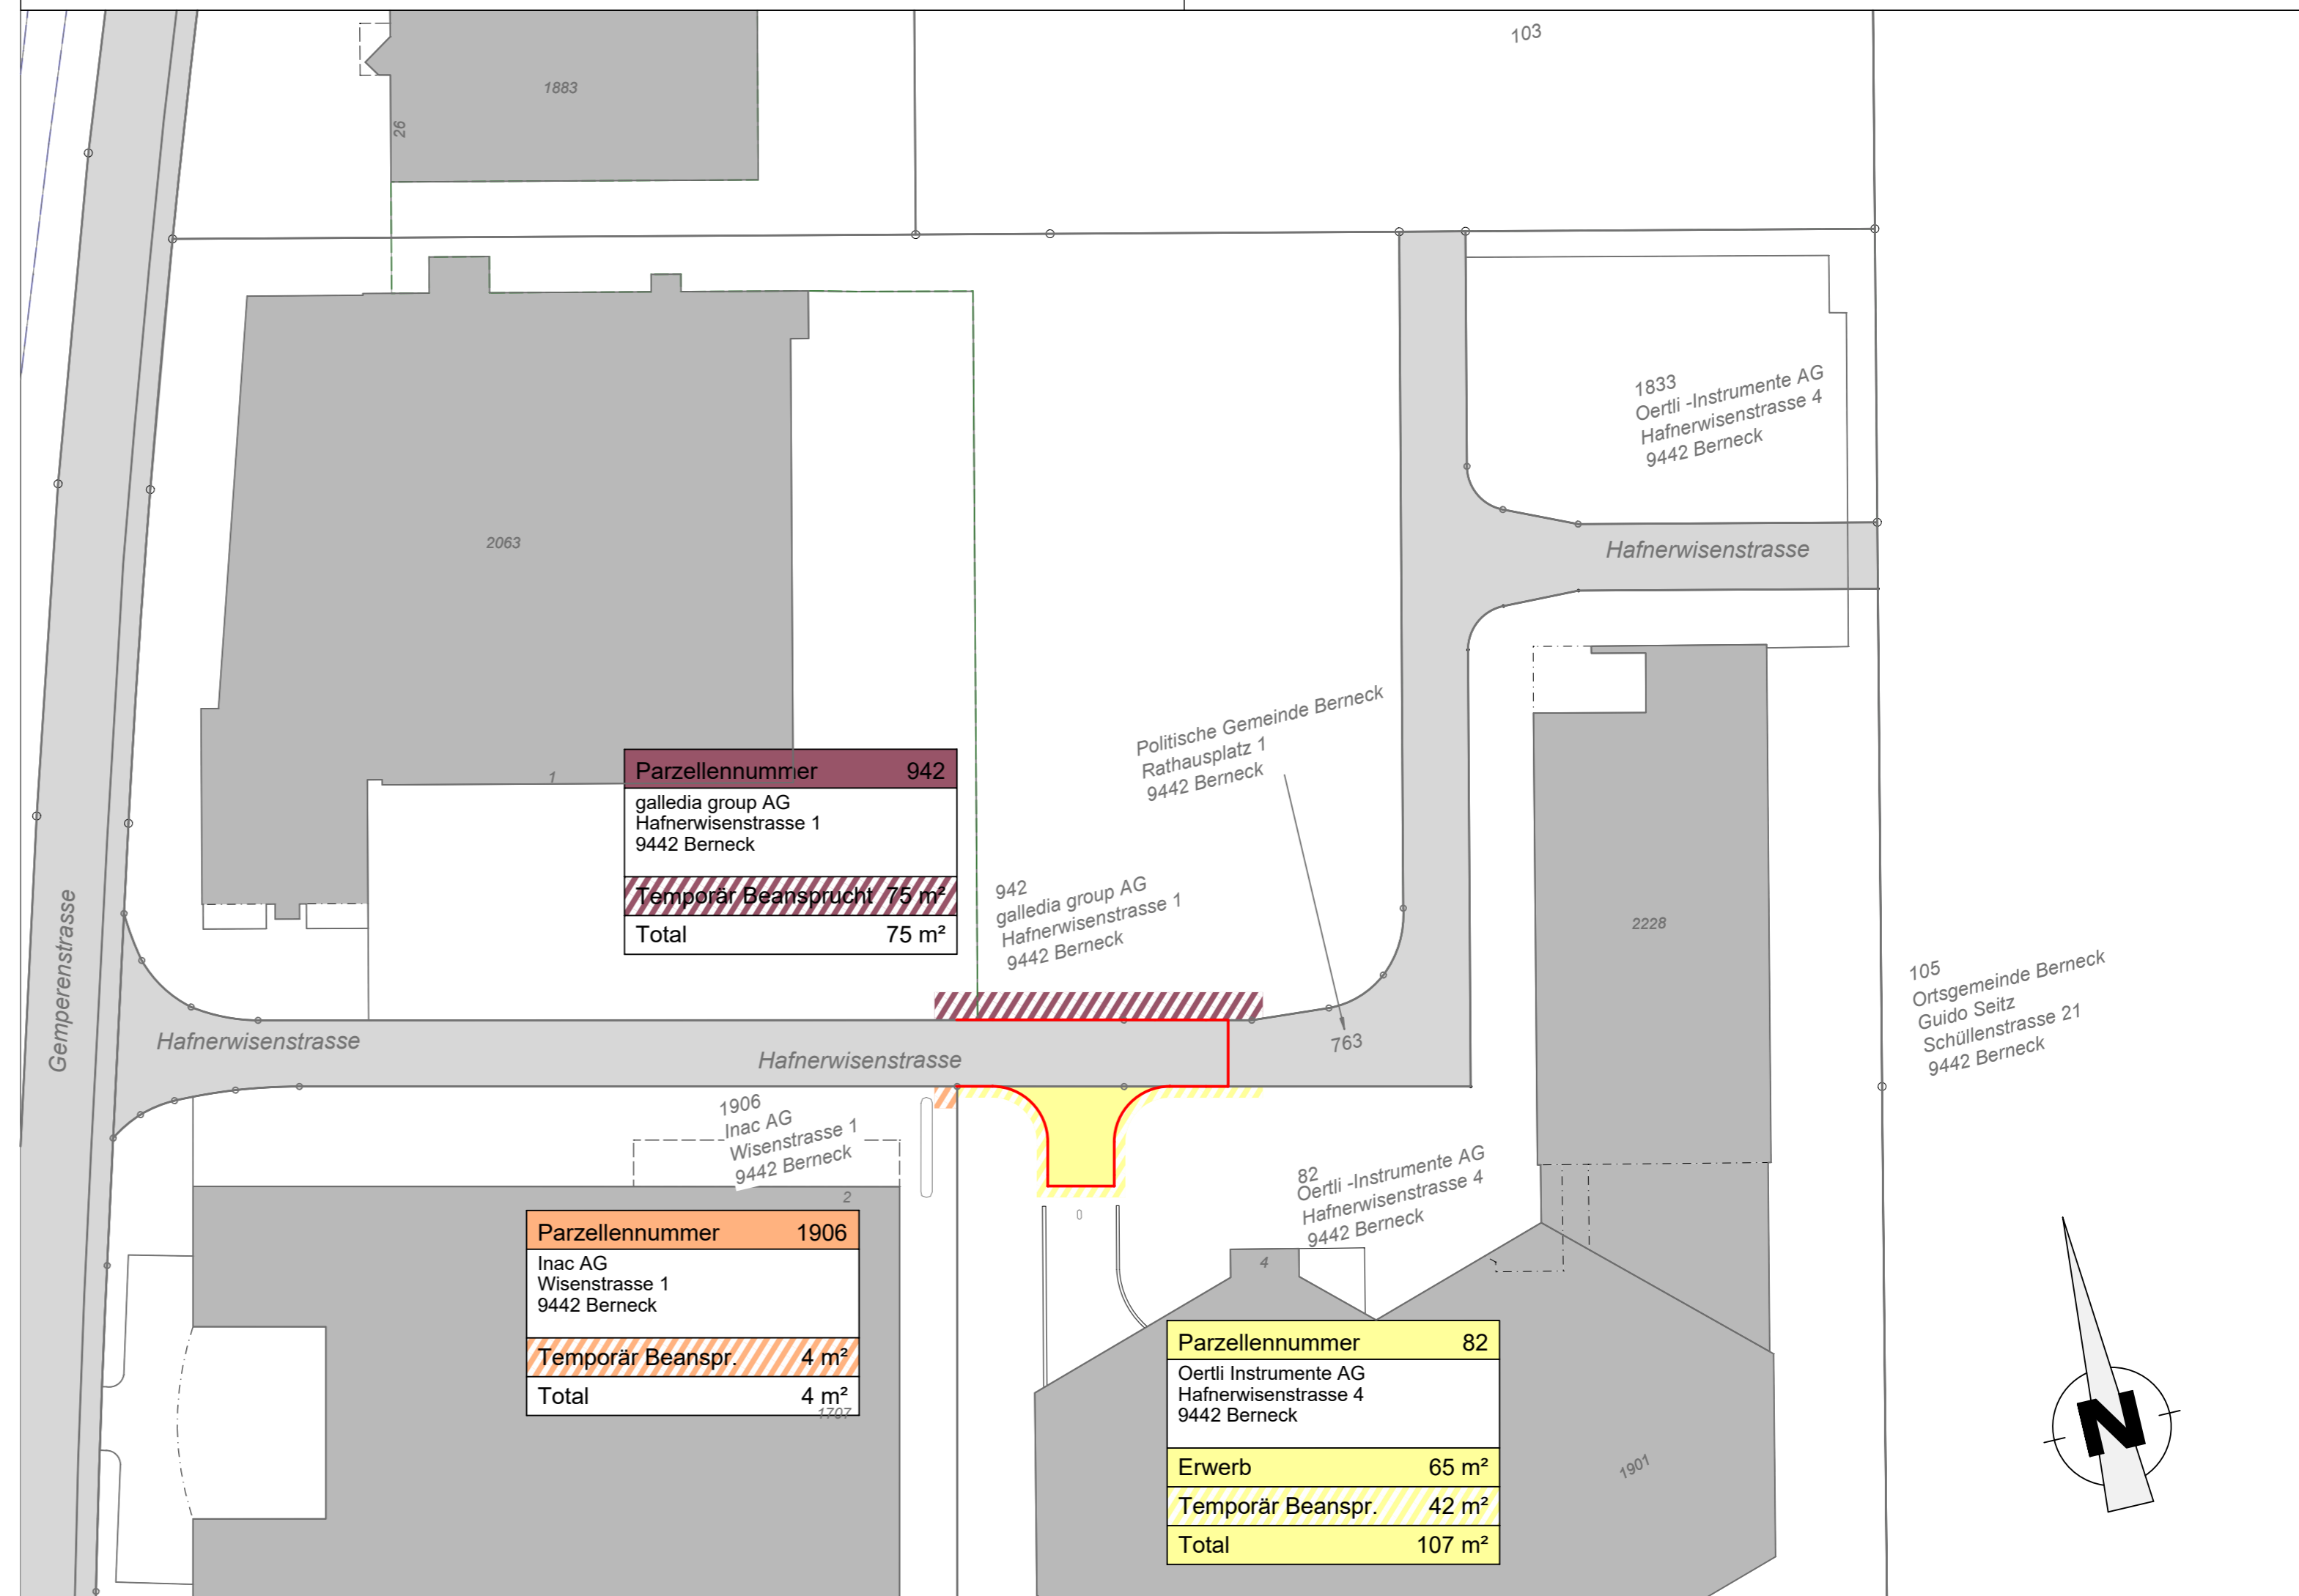 103
1883
26
2063
1833
Oertli -Instrumente AG
Hafnerwisenstrasse 4
9442 Berneck
Hafnerwisenstrasse
Politische Gemeinde Berneck
Rathausplatz 1
9442 Berneck
1
Parzellennummer 942
galledia group AG
Hafnerwisenstrasse 1
9442 Berneck
Temporär Beansprucht 75 m²
Total 75 m²
942
galledia group AG
Hafnerwisenstrasse 1
9442 Berneck
2228
Gemperenstrasse
105
Ortsgemeinde Berneck
Guido Seitz
Schüllenstrasse 21
9442 Berneck
Hafnerwisenstrasse
Hafnerwisenstrasse
763
1906
Inac AG
Wisenstrasse 1
9442 Berneck
2
82
Oertli -Instrumente AG
Hafnerwisenstrasse 4
9442 Berneck
0
4
Parzellennummer 1906
Inac AG
Wisenstrasse 1
9442 Berneck
Temporär Beanspr. 4 m²
Total 4 m²
1707
Parzellennummer 82
Oertli Instrumente AG
Hafnerwisenstrasse 4
9442 Berneck
Erwerb 65 m²
Temporär Beanspr. 42 m²
Total 107 m²
1901
N